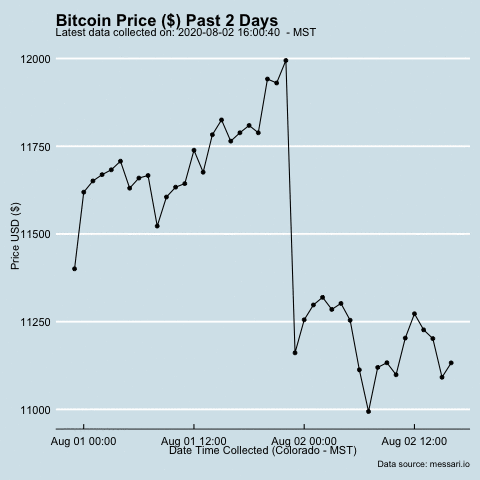 Bitcoin Price ($) Past 2 Days
Latest data collected on: 2020-08-02 16:00:40  - MST
12000
11750
11500
11250
11000
Price USD ($)
Aug 01 00:00 Aug 01 12:00 Aug 02 00:00 Aug 02 12:00
Date Time Collected (Colorado - MST)
Data source: messari.io